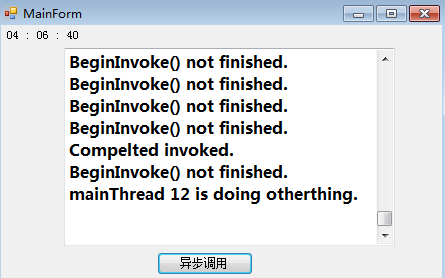 MainForm
04 : 06 : 40
BeginInvoke() not finished.
BeginInvoke() not finished.
BeginInvoke() not finished.
BeginInvoke() not finished.
Compelted invoked.
BeginInvoke() not finished.
mainThread 12 is doing otherthing.
异步调用